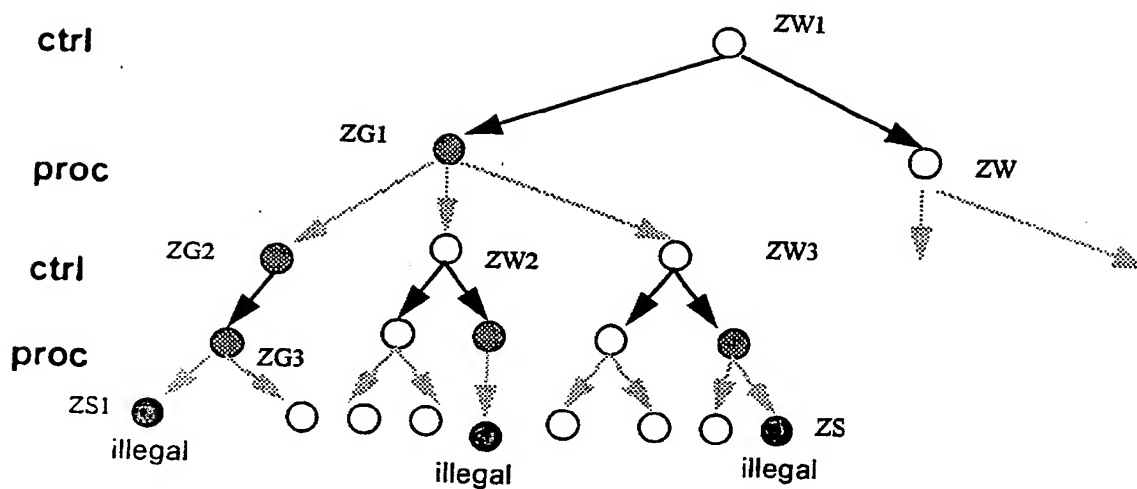 ctrl
ZW1
ZG1
proc
ZW
ZG2
ctrl
ZW2
ZW3
proc
ZG3
ZS1
ZS
illegal
illegal
illegal